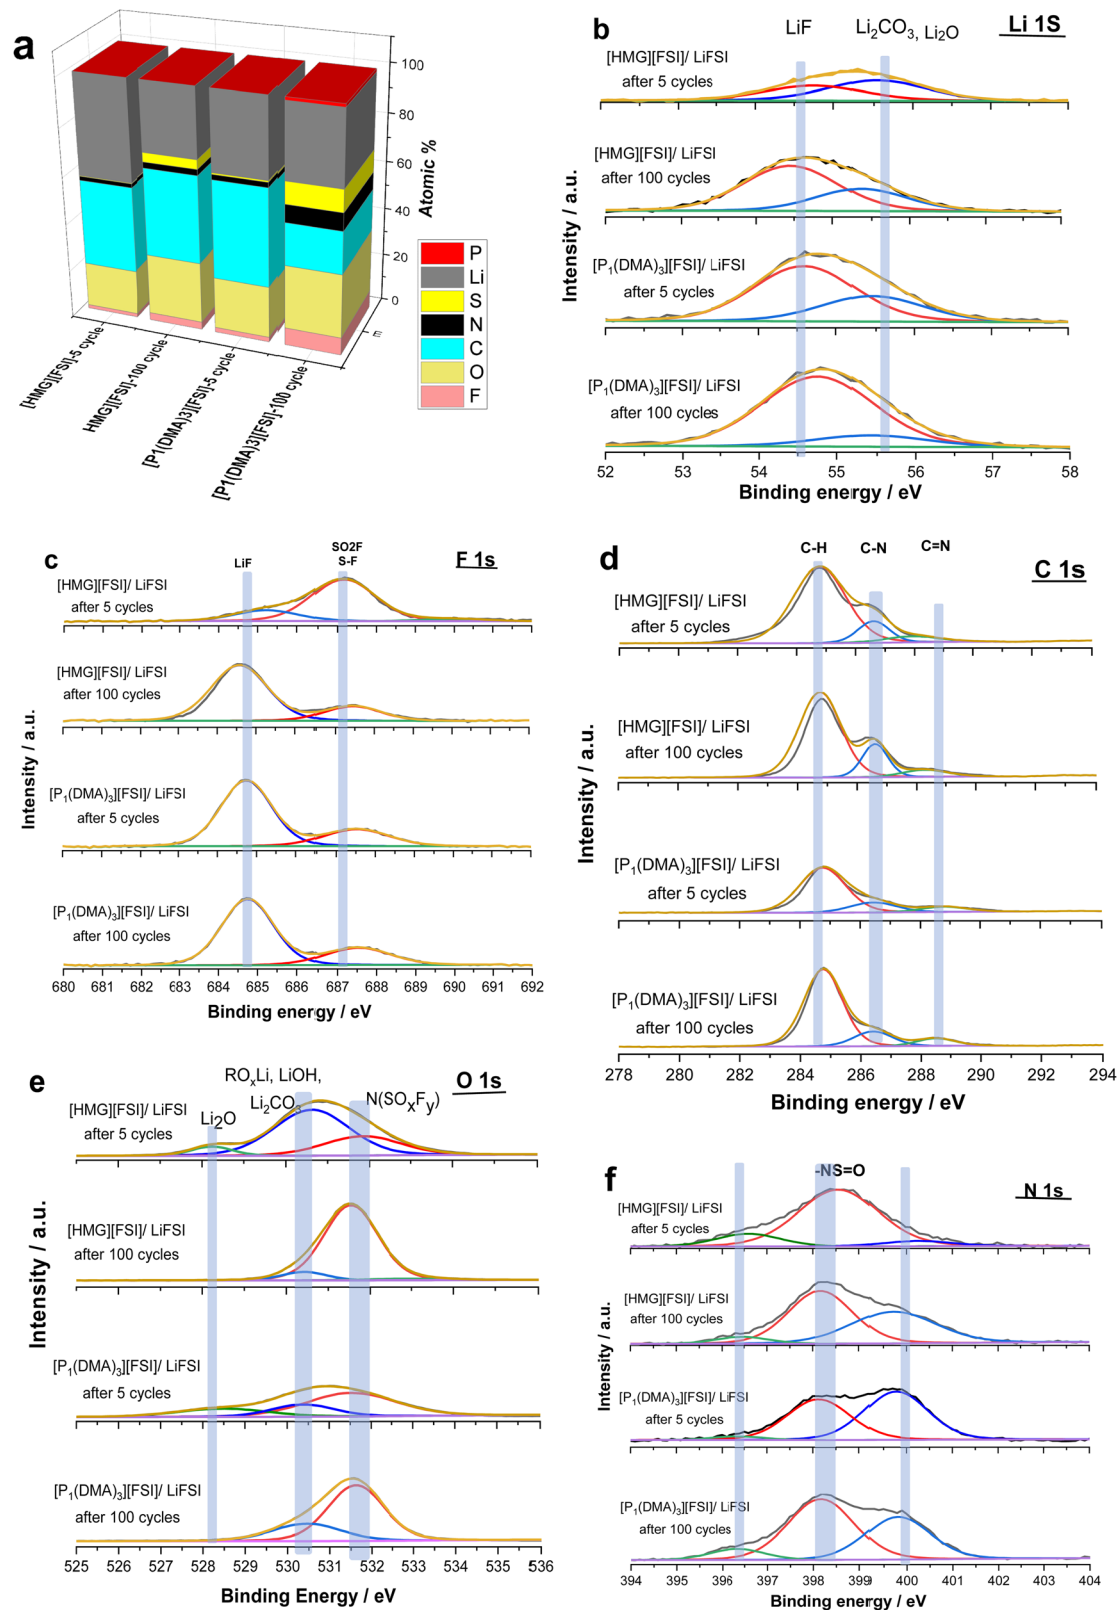 a
100
80
60
40
20
0
Atomic %
E
[HMG][FSI]-5 cycle
HMG][FSI]-100 cycle
[P1(DMA)3][FSI]-5 cycle
[P1(DMA)3][FSI]-100 cycle
P
Li
S
N
C
O
F
b
LiF
Li₂CO₃, Li₂O
Li 1S
[HMG][FSI]/ LiFSI
after 5 cycles
[HMG][FSI]/ LiFSI
after 100 cycles
[P₁(DMA)₃][FSI]/ LiFSI
after 5 cycles
[P₁(DMA)₃][FSI]/ LiFSI
after 100 cycles
Intensity / a.u.
52 53 54 55 56 57 58
Binding energy / eV
c
LiF
SO2F
S-F
F 1s
[HMG][FSI]/ LiFSI
after 5 cycles
[HMG][FSI]/ LiFSI
after 100 cycles
[P₁(DMA)₃][FSI]/ LiFSI
after 5 cycles
[P₁(DMA)₃][FSI]/ LiFSI
after 100 cycles
Intensity / a.u.
680 681 682 683 684 685 686 687 688 689 690 691 692
Binding energy / eV
d
C-H
C-N
C=N
C 1s
[HMG][FSI]/ LiFSI
after 5 cycles
[HMG][FSI]/ LiFSI
after 100 cycles
[P₁(DMA)₃][FSI]/ LiFSI
after 5 cycles
[P₁(DMA)₃][FSI]/ LiFSI
after 100 cycles
Intensity / a.u.
278 280 282 284 286 288 290 292 294
Binding energy / eV
e
ROₓLi, LiOH,
Li₂CO₃
Li₂O
N(SOₓFᵧ)
O 1s
[HMG][FSI]/ LiFSI
after 5 cycles
[HMG][FSI]/ LiFSI
after 100 cycles
[P₁(DMA)₃][FSI]/ LiFSI
after 5 cycles
[P₁(DMA)₃][FSI]/ LiFSI
after 100 cycles
Intensity / a.u.
525 526 527 528 529 530 531 532 533 534 535 536
Binding Energy / eV
f
-NS=O
N 1s
[HMG][FSI]/ LiFSI
after 5 cycles
[HMG][FSI]/ LiFSI
after 100 cycles
[P₁(DMA)₃][FSI]/ LiFSI
after 5 cycles
[P₁(DMA)₃][FSI]/ LiFSI
after 100 cycles
Intensity / a.u.
394 395 396 397 398 399 400 401 402 403 404
Binding energy / eV